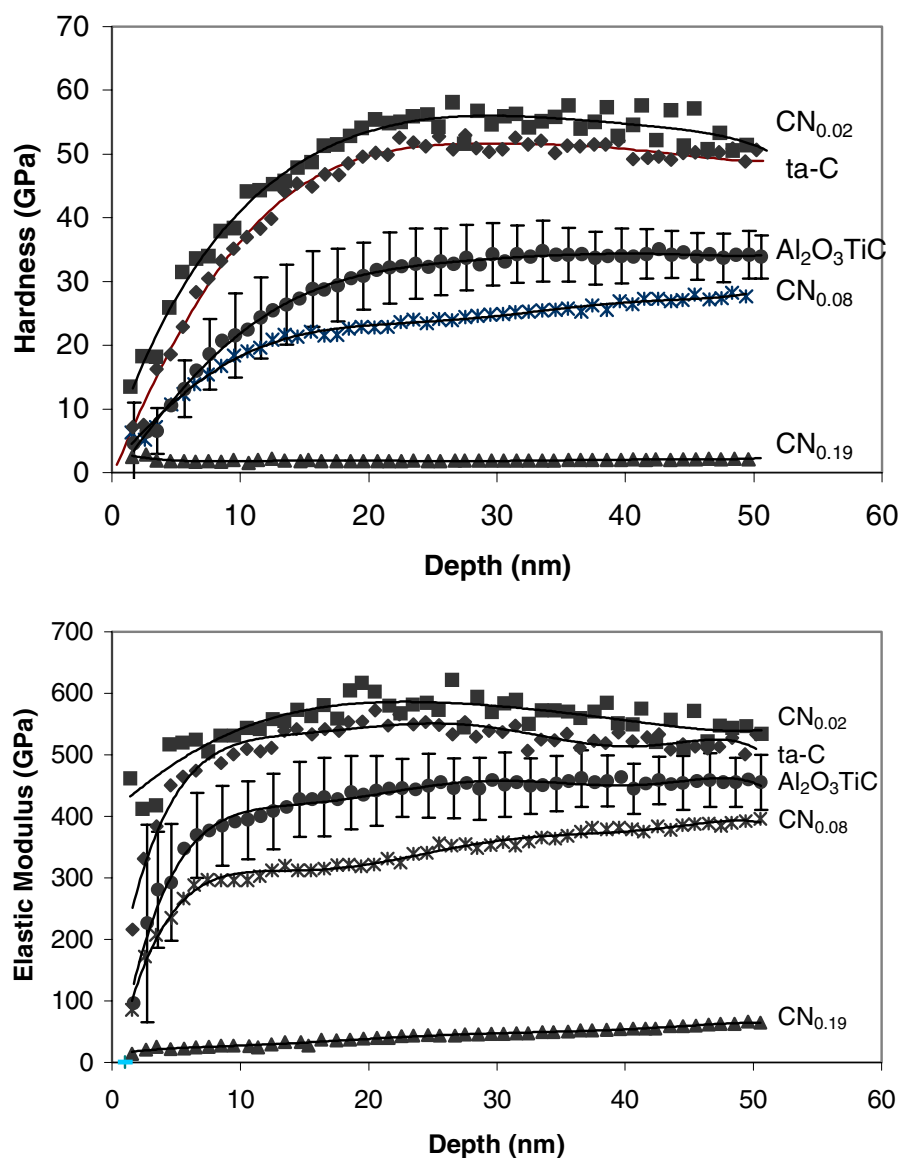 70
60
50
40
30
20
10
0
Hardness (GPa)
CN0.02
ta-C
Al2O3TiC
CN0.08
CN0.19
0 10 20 30 40 50 60
Depth (nm)
700
600
500
400
300
200
100
0
Elastic Modulus (GPa)
CN0.02
ta-C
Al2O3TiC
CN0.08
CN0.19
0 10 20 30 40 50 60
Depth (nm)